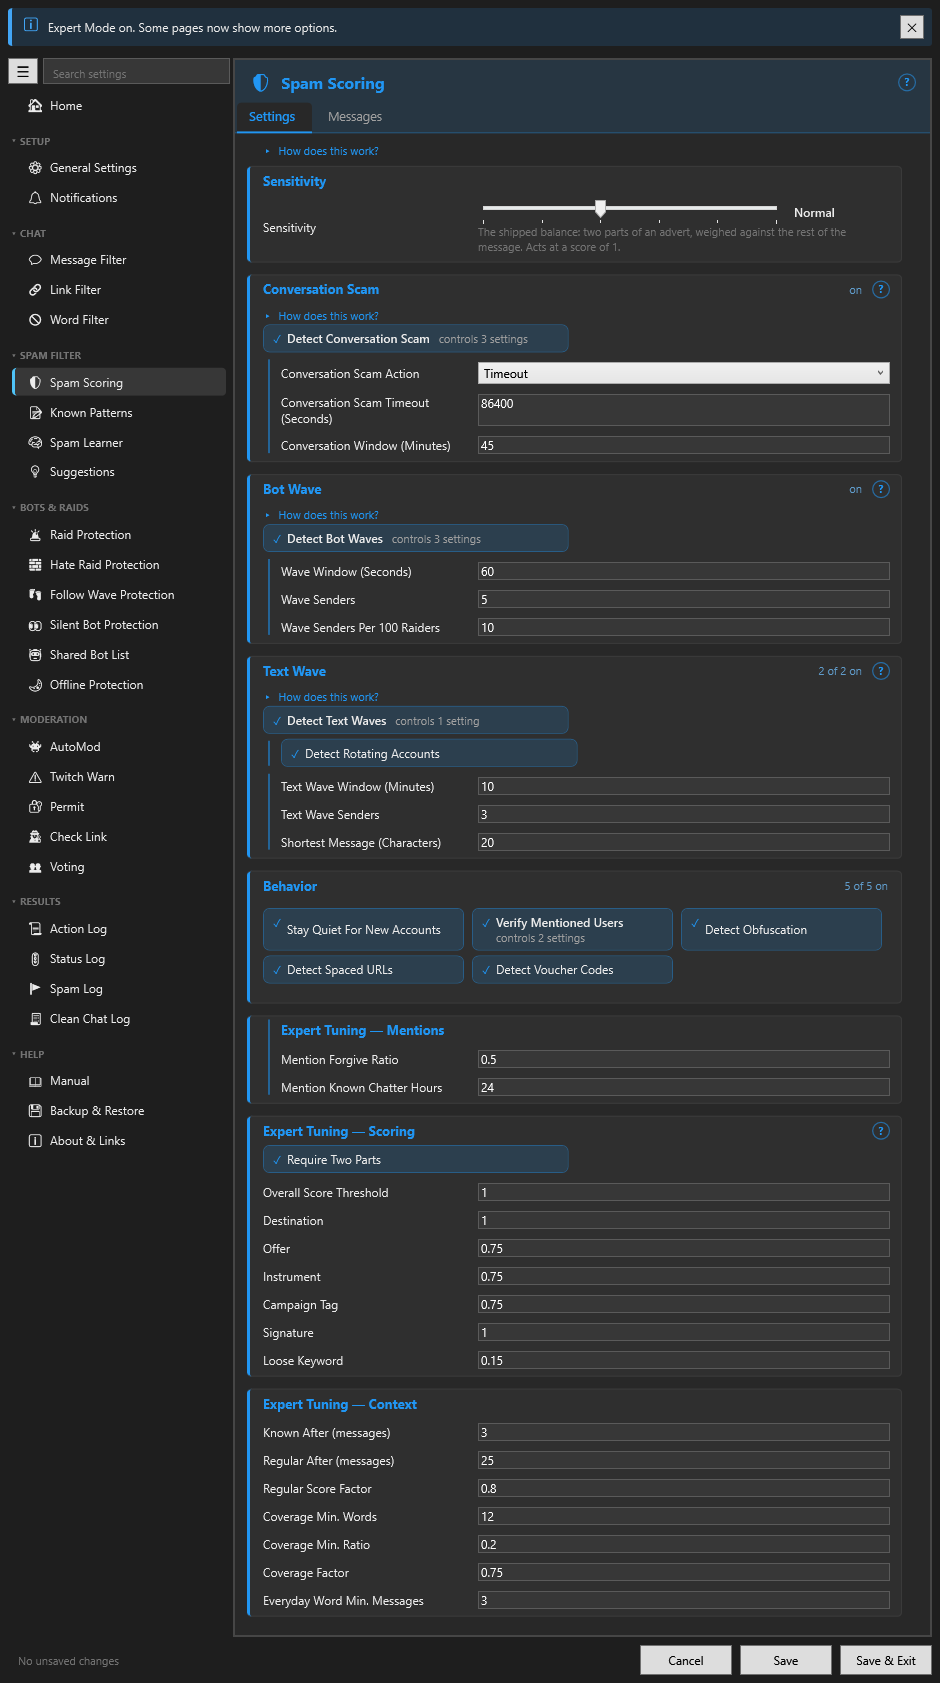 Expert Mode on. Some pages now show more options.
Search settings
Home
SETUP
General Settings
Notifications
CHAT
Message Filter
Link Filter
Word Filter
SPAM FILTER
Spam Scoring
Known Patterns
Spam Learner
Suggestions
BOTS & RAIDS
Raid Protection
Hate Raid Protection
Follow Wave Protection
Silent Bot Protection
Shared Bot List
Offline Protection
MODERATION
AutoMod
Twitch Warn
Permit
Check Link
Voting
RESULTS
Action Log
Status Log
Spam Log
Clean Chat Log
HELP
Manual
Backup & Restore
About & Links
Spam Scoring
?
Settings
Messages
How does this work?
Sensitivity
Sensitivity
Normal
The shipped balance: two parts of an advert, weighed against the rest of the
message. Acts at a score of 1.
Conversation Scam
on ?
How does this work?
Detect Conversation Scam controls 3 settings
Conversation Scam Action
Timeout
Conversation Scam Timeout
(Seconds)
86400
Conversation Window (Minutes)
45
Bot Wave
on ?
How does this work?
Detect Bot Waves controls 3 settings
Wave Window (Seconds)
60
Wave Senders
5
Wave Senders Per 100 Raiders
10
Text Wave
2 of 2 on ?
How does this work?
Detect Text Waves controls 1 setting
Detect Rotating Accounts
Text Wave Window (Minutes)
10
Text Wave Senders
3
Shortest Message (Characters)
20
Behavior
5 of 5 on
Stay Quiet For New Accounts
Verify Mentioned Users
controls 2 settings
Detect Obfuscation
Detect Spaced URLs
Detect Voucher Codes
Expert Tuning — Mentions
Mention Forgive Ratio
0.5
Mention Known Chatter Hours
24
Expert Tuning — Scoring
?
Require Two Parts
Overall Score Threshold
1
Destination
1
Offer
0.75
Instrument
0.75
Campaign Tag
0.75
Signature
1
Loose Keyword
0.15
Expert Tuning — Context
Known After (messages)
3
Regular After (messages)
25
Regular Score Factor
0.8
Coverage Min. Words
12
Coverage Min. Ratio
0.2
Coverage Factor
0.75
Everyday Word Min. Messages
3
No unsaved changes
Cancel
Save
Save & Exit